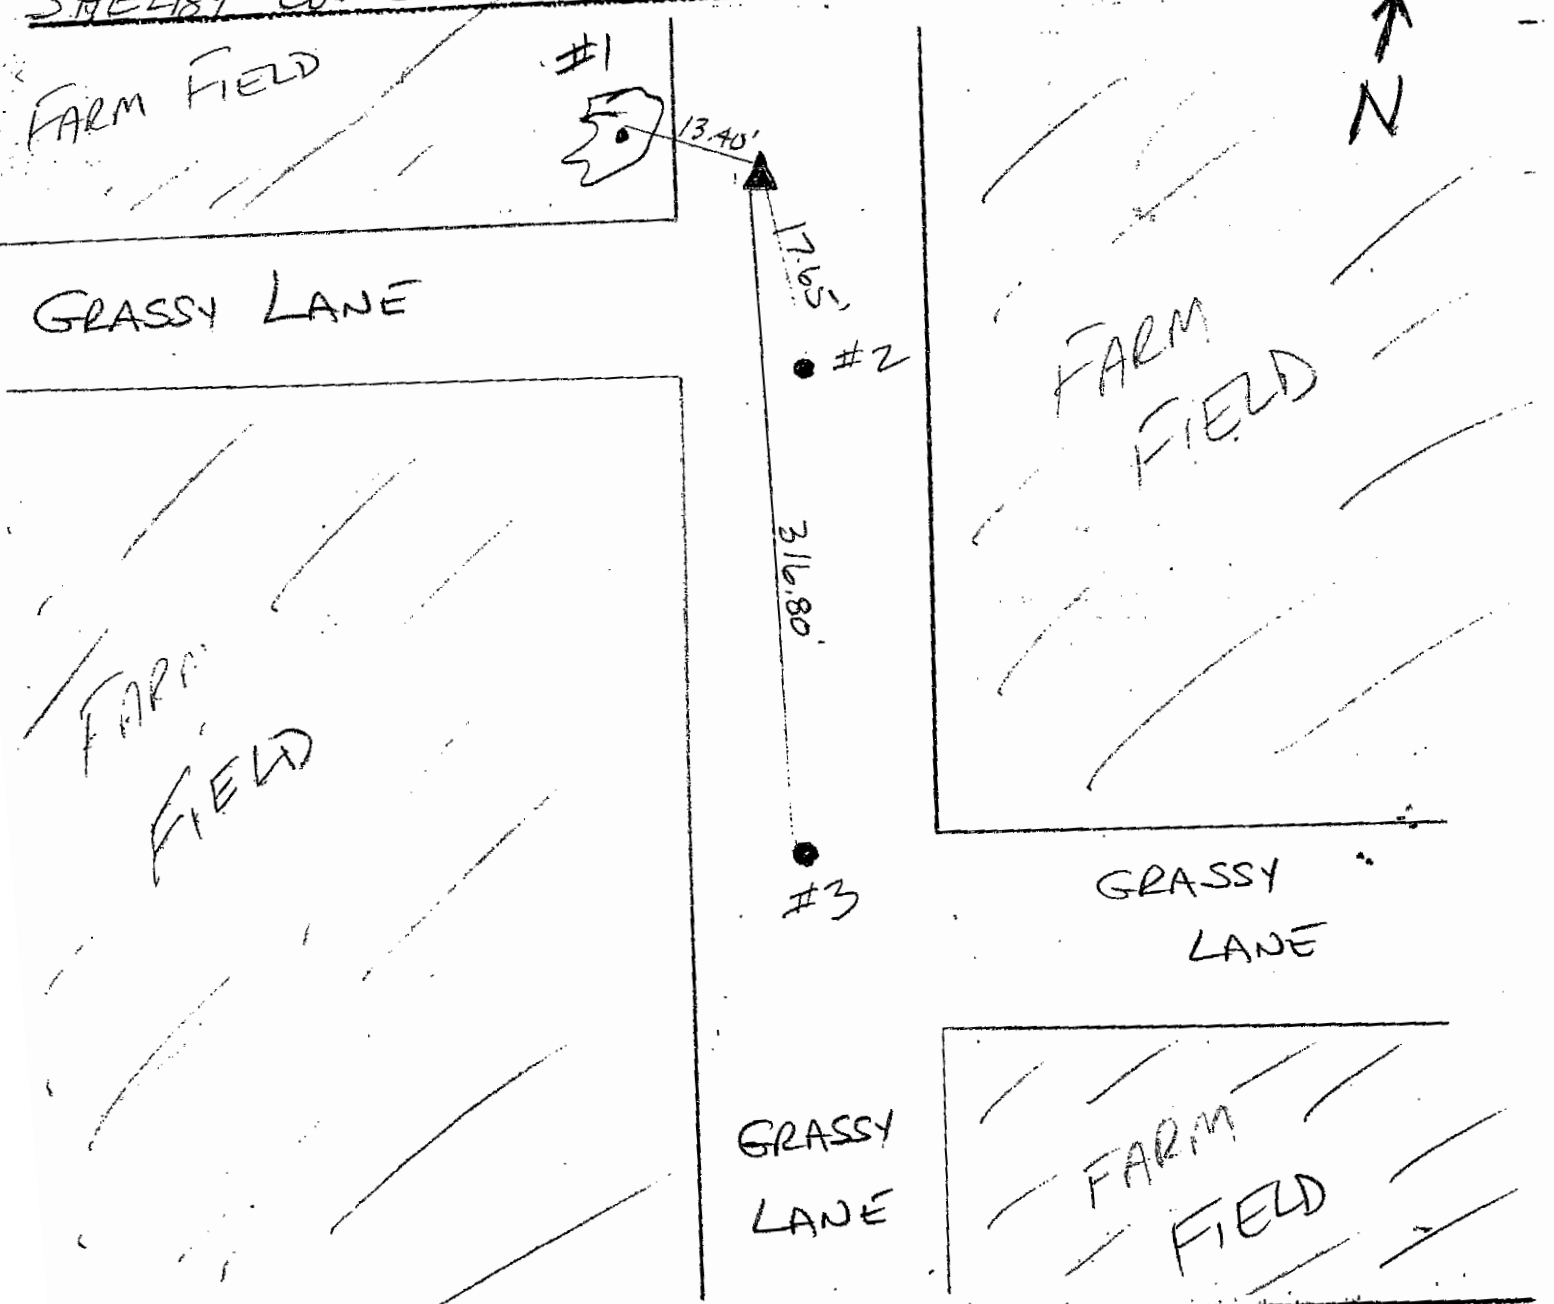 SHELBY
#1
FARM FIELD
N
13.40'
17.65'
GRASSY LANE
#2
FARM
FIELD
316.80'
FARM
FIELD
#3
GRASSY
LANE
GRASSY
LANE
FARM
FIELD